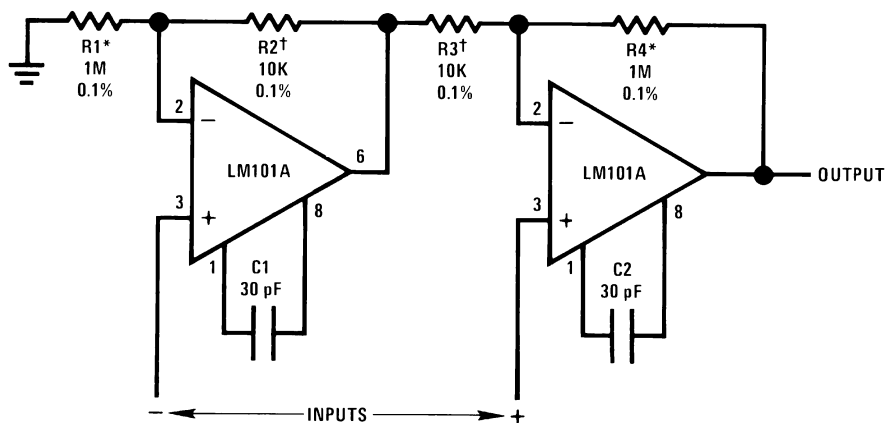 R1*
1M
0.1%
R2†
10K
0.1%
R3†
10K
0.1%
R4*
1M
0.1%
2
−
LM101A
6
3
+
8
1
C1
30 pF
2
−
LM101A
OUTPUT
3
+
8
1
C2
30 pF
− INPUTS +